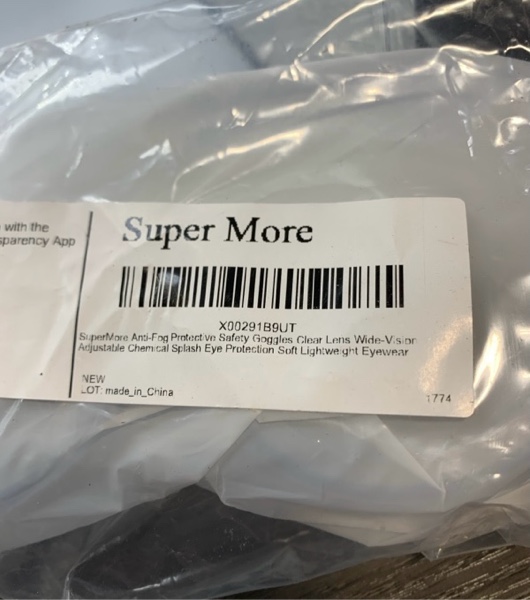 with the
sparency App
Super More
X00291B9UT
SuperMore Anti-Fog Protective Safety Goggles Clear Lens Wide-Vision
Adjustable Chemical Splash Eye Protection Soft Lightweight Eyewear
NEW
LOT: made_in_China
1774